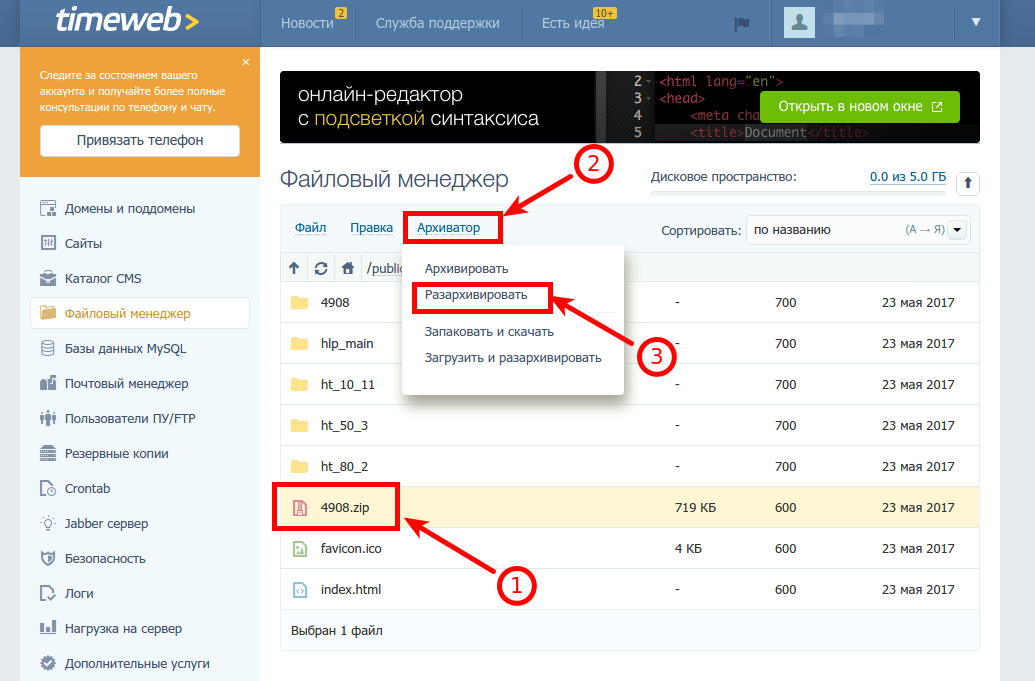 timeweb>
Новости 2
Служба поддержки
Есть идея 10+
Следите за состоянием вашего
аккаунта и получайте более полные
консультации по телефону и чату.
Привязать телефон
Домены и поддомены
Сайты
Каталог CMS
Файловый менеджер
Базы данных MySQL
Почтовый менеджер
Пользователи ПУ/FTP
Резервные копии
Crontab
Jabber сервер
Безопасность
Логи
Нагрузка на сервер
Дополнительные услуги
онлайн-редактор
с подсветкой синтаксиса
2 <html lang="en">
3 <head>
4 <meta cha
5 <title>Document</title>
Открыть в новом окне
Файловый менеджер
Дисковое пространство: 0.0 из 5.0 ГБ
Файл Правка Архиватор
Сортировать: по названию (А → Я)
/public
Архивировать
Разархивировать
Запаковать и скачать
Загрузить и разархивировать
1
2
3
4908 - 700 23 мая 2017
hlp_main - 700 23 мая 2017
ht_10_11 - 700 23 мая 2017
ht_50_3 - 700 23 мая 2017
ht_80_2 - 700 23 мая 2017
4908.zip 719 КБ 600 23 мая 2017
favicon.ico 4 КБ 600 23 мая 2017
index.html - 600 23 мая 2017
Выбран 1 файл